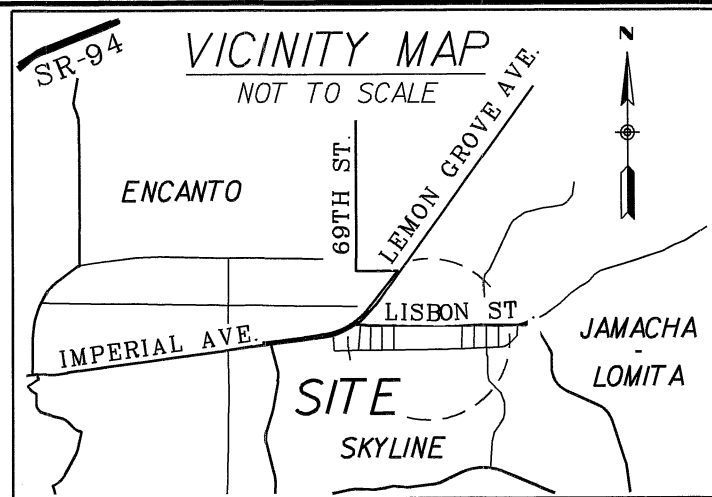 VICINITY MAP
NOT TO SCALE
SR-94
N
ENCANTO
69TH ST.
LEMON GROVE AVE.
LISBON ST
IMPERIAL AVE.
JAMACHA
-
LOMITA
SITE
SKYLINE